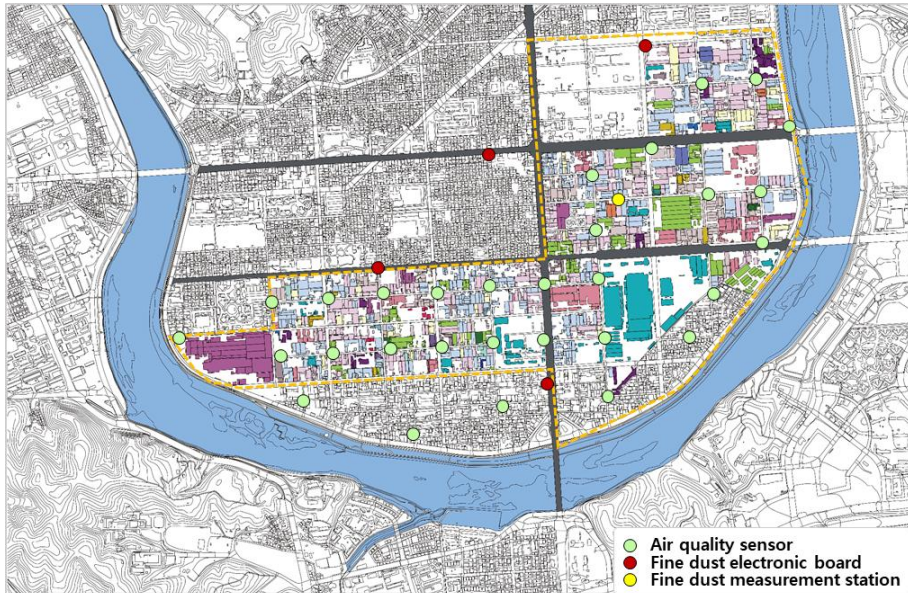 Air quality sensor
Fine dust electronic board
Fine dust measurement station